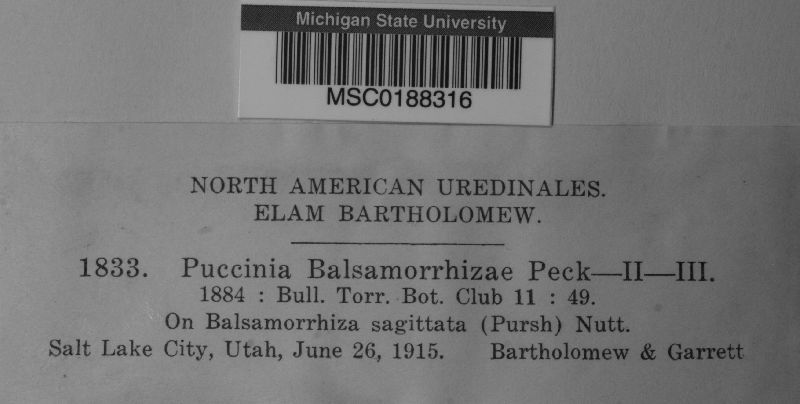 Michigan State University
MSC0188316
NORTH AMERICAN UREDINALES.
ELAM BARTHOLOMEW.
1833. Puccinia Balsamorrhizae Peck—II—III.
1884 : Bull. Torr. Bot. Club 11 : 49.
On Balsamorrhiza sagittata (Pursh) Nutt.
Salt Lake City, Utah, June 26, 1915. Bartholomew & Garrett